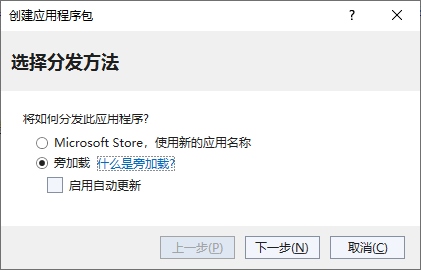 创建应用程序包
?
选择分发方法
将如何分发此应用程序?
Microsoft Store，使用新的应用名称
旁加载 什么是旁加载?
启用自动更新
上一步(P) 下一步(N) 取消(C)